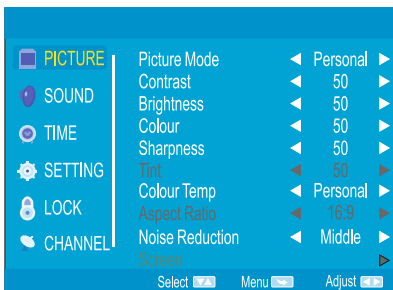 PICTURE
SOUND
TIME
SETTING
LOCK
CHANNEL
Picture Mode Personal
Contrast 50
Brightness 50
Colour 50
Sharpness 50
Tint 50
Colour Temp Personal
Aspect Ratio 16:9
Noise Reduction Middle
Screen
Select Menu Adjust